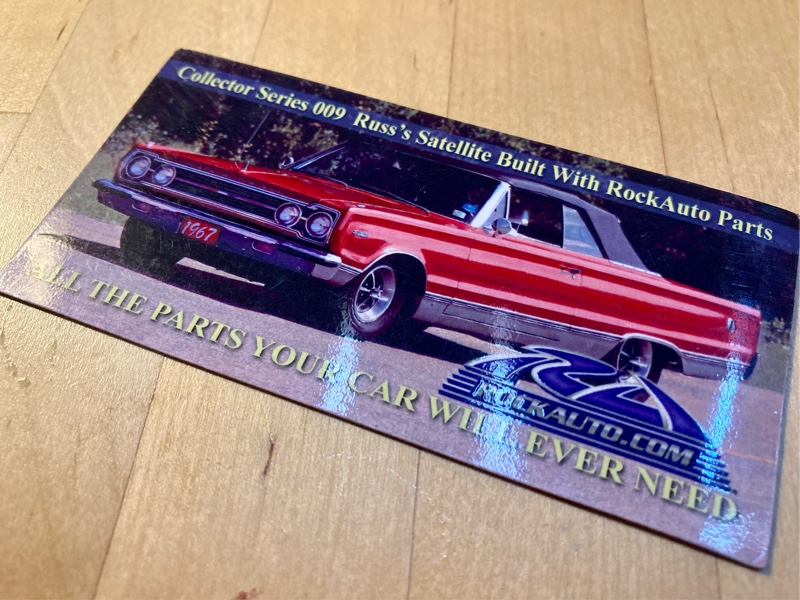 Collector Series 009 Russ's Satellite Built With RockAuto Parts
1967
ROCKAUTO.COM
ALL THE PARTS YOUR CAR WILL EVER NEED